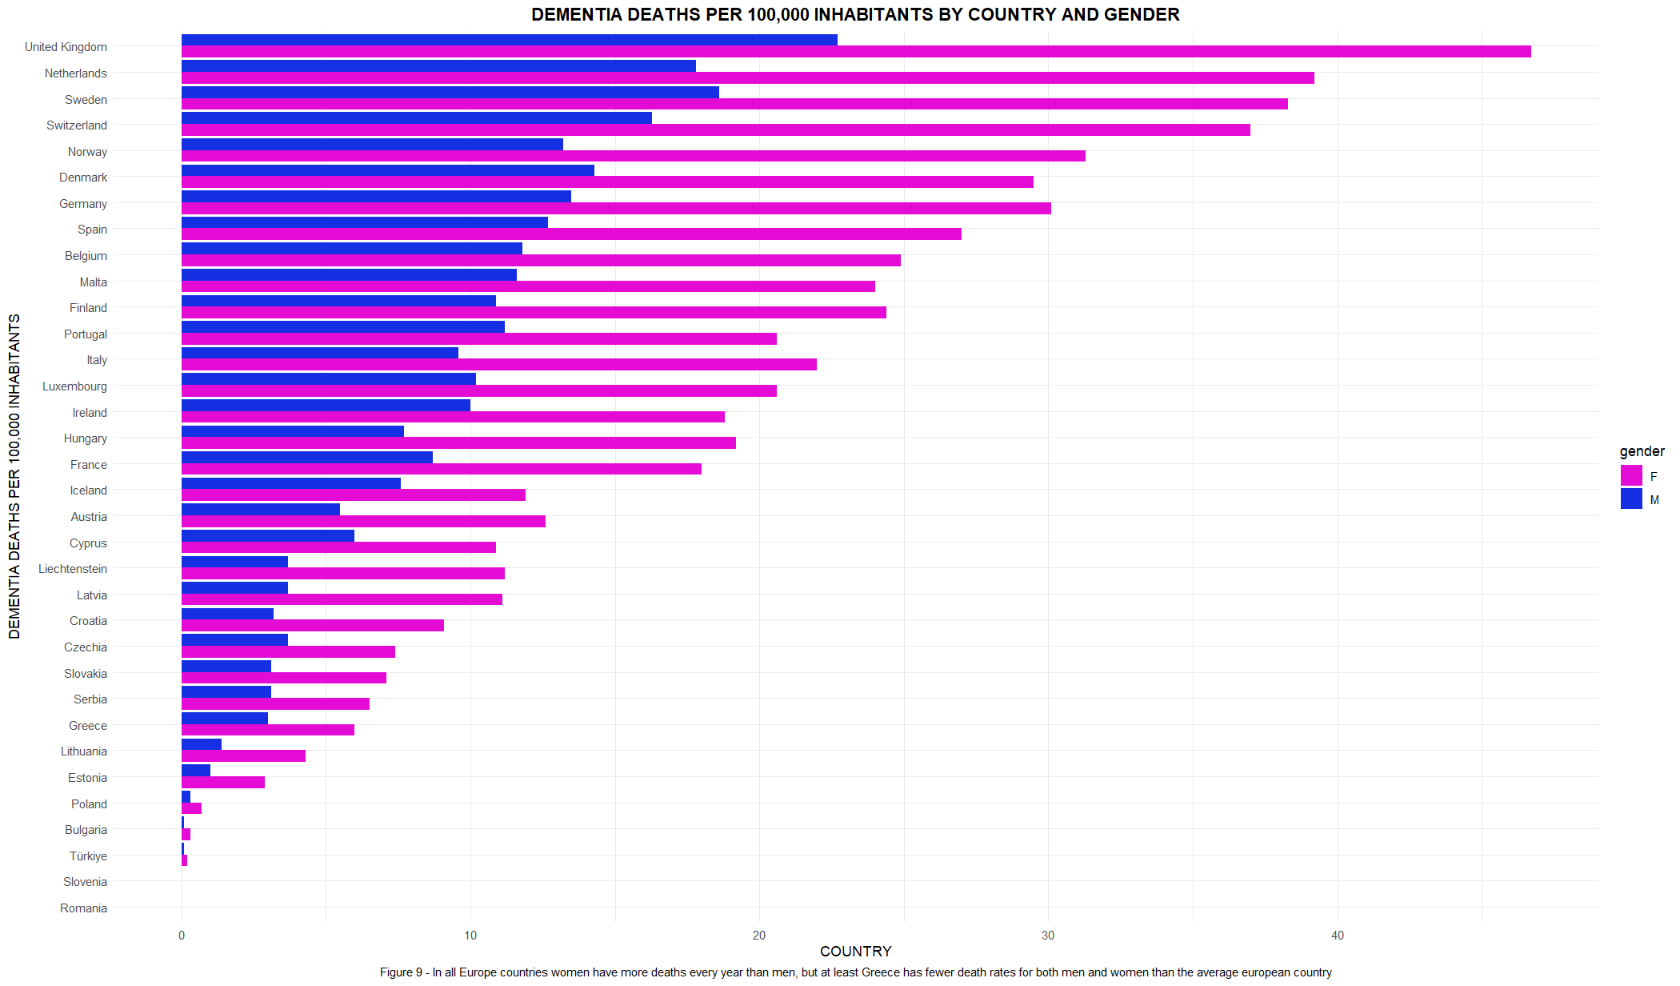 DEMENTIA DEATHS PER 100,000 INHABITANTS BY COUNTRY AND GENDER
DEMENTIA DEATHS PER 100,000 INHABITANTS
United Kingdom
Netherlands
Sweden
Switzerland
Norway
Denmark
Germany
Spain
Belgium
Malta
Finland
Portugal
Italy
Luxembourg
Ireland
Hungary
France
Iceland
Austria
Cyprus
Liechtenstein
Latvia
Croatia
Czechia
Slovakia
Serbia
Greece
Lithuania
Estonia
Poland
Bulgaria
Türkiye
Slovenia
Romania
0 10 20 30 40
COUNTRY
gender
F
M
Figure 9 - In all Europe countries women have more deaths every year than men, but at least Greece has fewer death rates for both men and women than the average european country